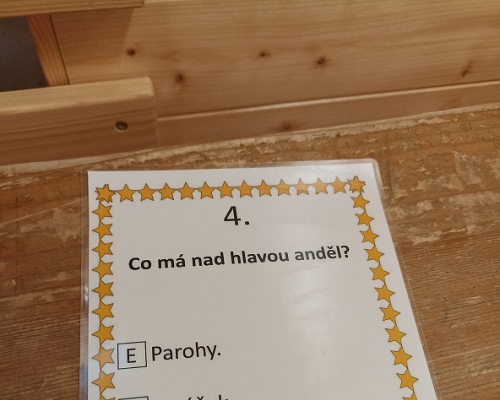 4.
Co má nad hlavou anděl?
E Parohy.